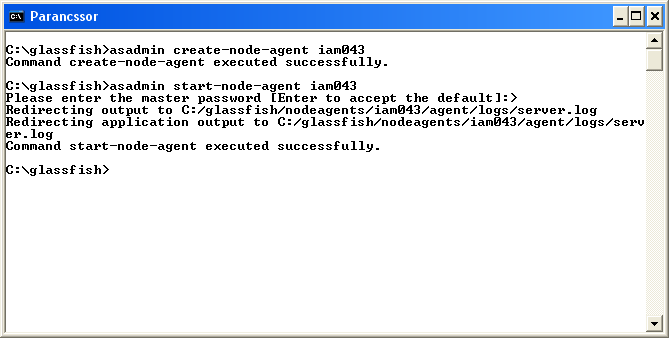 Parancssor
C:\glassfish>asadmin create-node-agent iam043
Command create-node-agent executed successfully.
C:\glassfish>asadmin start-node-agent iam043
Please enter the master password [Enter to accept the default]:>
Redirecting output to C:/glassfish/nodeagents/iam043/agent/logs/server.log
Redirecting application output to C:/glassfish/nodeagents/iam043/agent/logs/serv
er.log
Command start-node-agent executed successfully.
C:\glassfish>